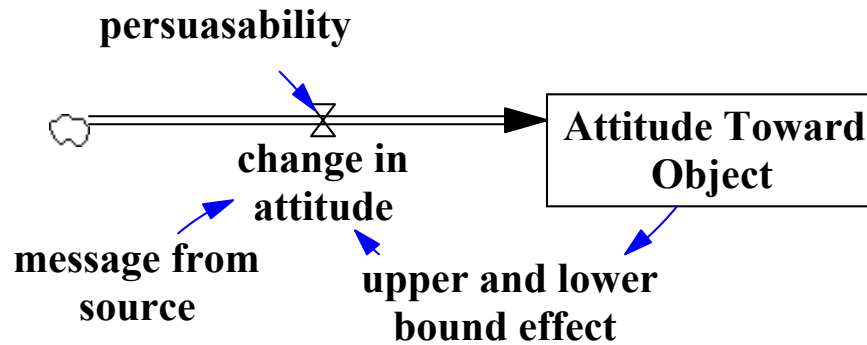 persuasability
Attitude Toward
Object
change in
attitude
message from
source
upper and lower
bound effect